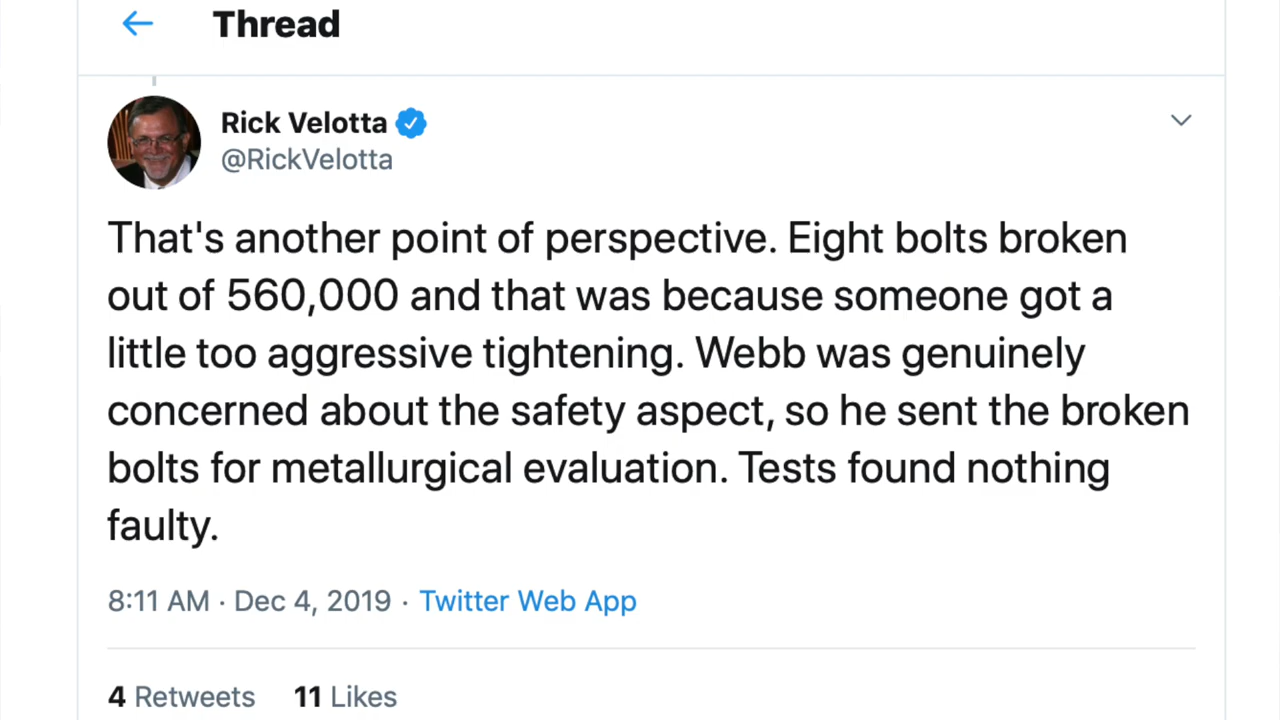 Thread
Rick Velotta
@RickVelotta
That's another point of perspective. Eight bolts broken
out of 560,000 and that was because someone got a
little too aggressive tightening. Webb was genuinely
concerned about the safety aspect, so he sent the broken
bolts for metallurgical evaluation. Tests found nothing
faulty.
8:11 AM · Dec 4, 2019 · Twitter Web App
4 Retweets 11 Likes